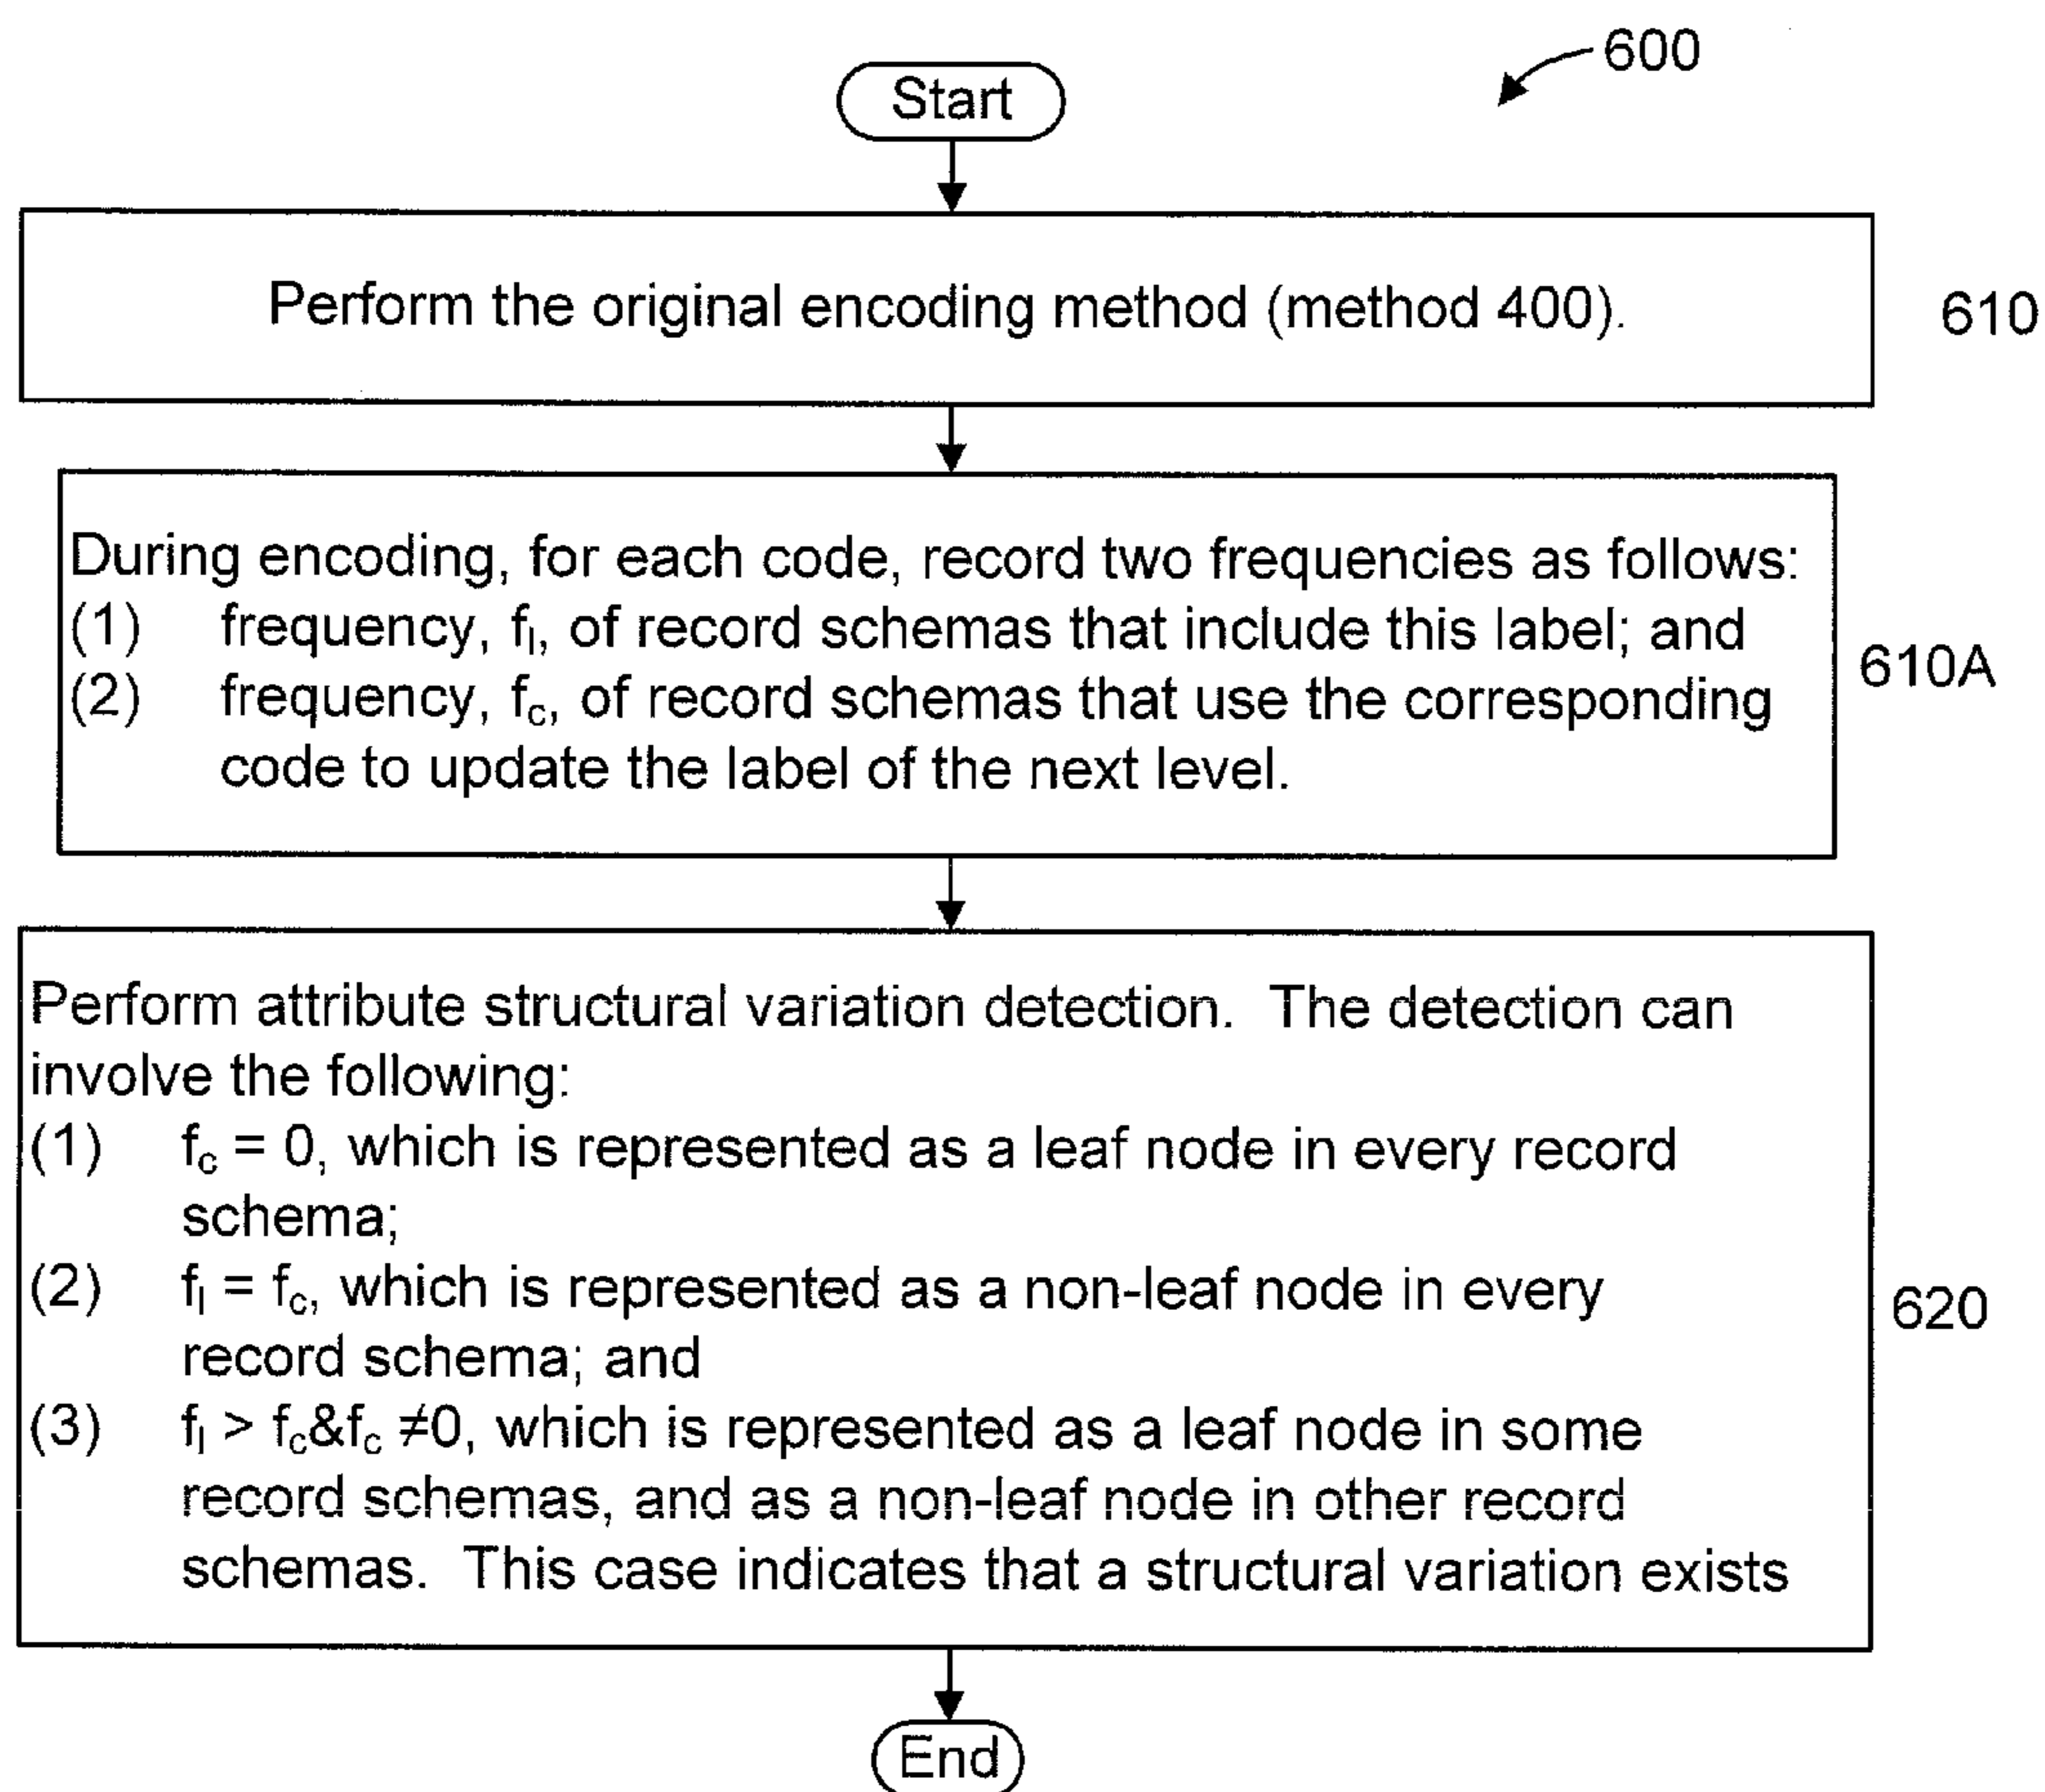 600
Start
Perform the original encoding method (method 400).
610
During encoding, for each code, record two frequencies as follows:
(1) frequency, fₗ, of record schemas that include this label; and
(2) frequency, f꜀, of record schemas that use the corresponding
code to update the label of the next level.
610A
Perform attribute structural variation detection. The detection can
involve the following:
(1) f꜀ = 0, which is represented as a leaf node in every record
schema;
(2) fₗ = f꜀, which is represented as a non-leaf node in every
record schema; and
(3) fₗ > f꜀&f꜀ ≠0, which is represented as a leaf node in some
record schemas, and as a non-leaf node in other record
schemas. This case indicates that a structural variation exists
620
End